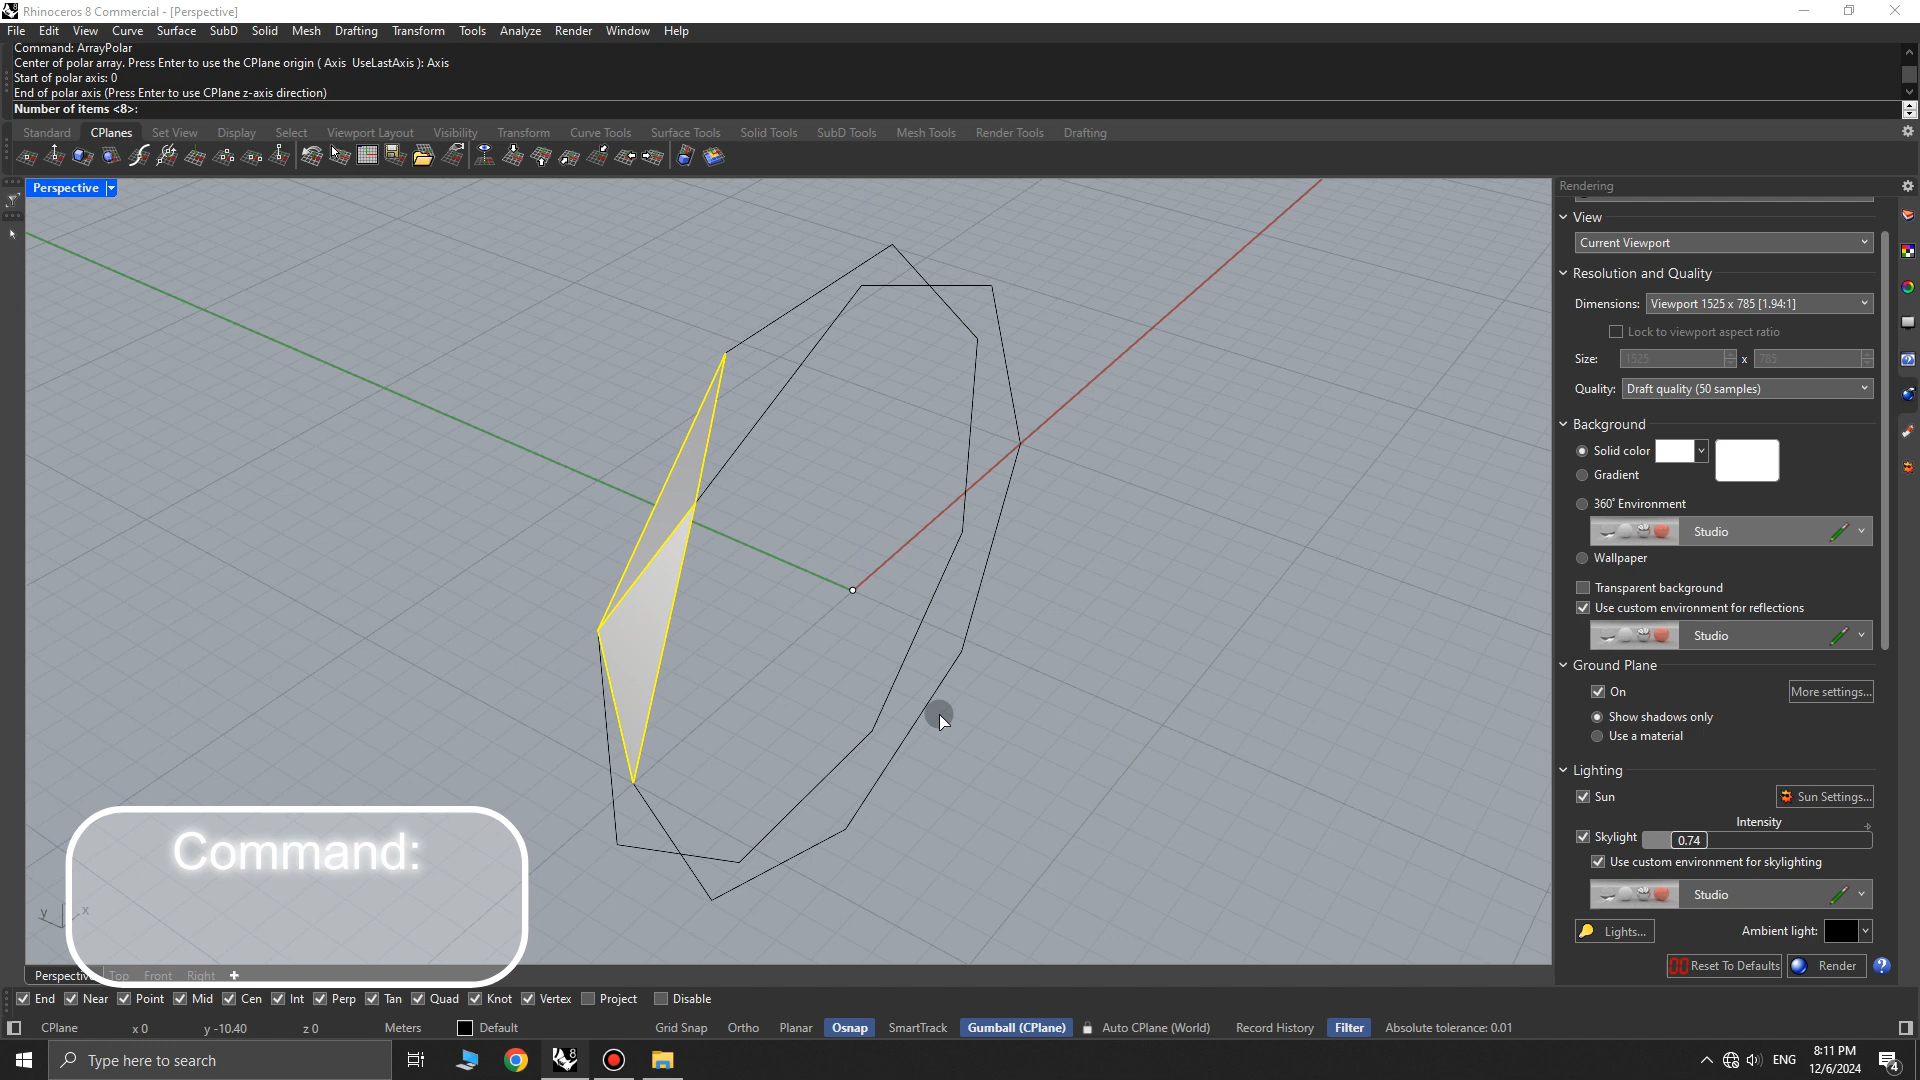 Rhinoceros 8 Commercial - [Perspective]
File Edit View Curve Surface SubD Solid Mesh Drafting Transform Tools Analyze Render Window Help
Command: ArrayPolar
Center of polar array. Press Enter to use the CPlane origin ( Axis UseLastAxis ): Axis
Start of polar axis: 0
End of polar axis (Press Enter to use CPlane z-axis direction)
Number of items <8>:
Standard CPlanes Set View Display Select Viewport Layout Visibility Transform Curve Tools Surface Tools Solid Tools SubD Tools Mesh Tools Render Tools Drafting
Perspective
Rendering
View
Current Viewport
Resolution and Quality
Dimensions: Viewport 1525 x 785 [1.94:1]
Lock to viewport aspect ratio
Size: 1525 x 785
Quality: Draft quality (50 samples)
Background
Solid color
Gradient
360° Environment
Studio
Wallpaper
Transparent background
Use custom environment for reflections
Studio
Ground Plane
On More settings...
Show shadows only
Use a material
Lighting
Sun Sun Settings...
Intensity
Skylight 0.74
Use custom environment for skylighting
Studio
Lights... Ambient light:
Reset To Defaults Render
Command:
y x
Perspective Top Front Right
End Near Point Mid Cen Int Perp Tan Quad Knot Vertex Project Disable
CPlane x 0 y -10.40 z 0 Meters Default Grid Snap Ortho Planar Osnap SmartTrack Gumball (CPlane) Auto CPlane (World) Record History Filter Absolute tolerance: 0.01
Type here to search
8
ENG
8:11 PM
12/6/2024
4